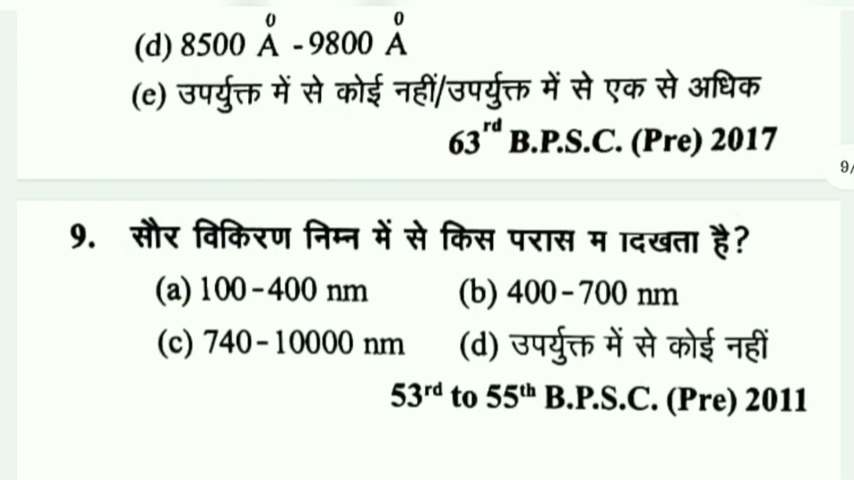 (d) 8500 Å - 9800 Å
(e) उपर्युक्त में से कोई नहीं/उपर्युक्त में से एक से अधिक
63rd B.P.S.C. (Pre) 2017
9/
9. सौर विकिरण निम्न में से किस परास म ादखता है?
(a) 100-400 nm (b) 400-700 nm
(c) 740-10000 nm (d) उपर्युक्त में से कोई नहीं
53rd to 55th B.P.S.C. (Pre) 2011